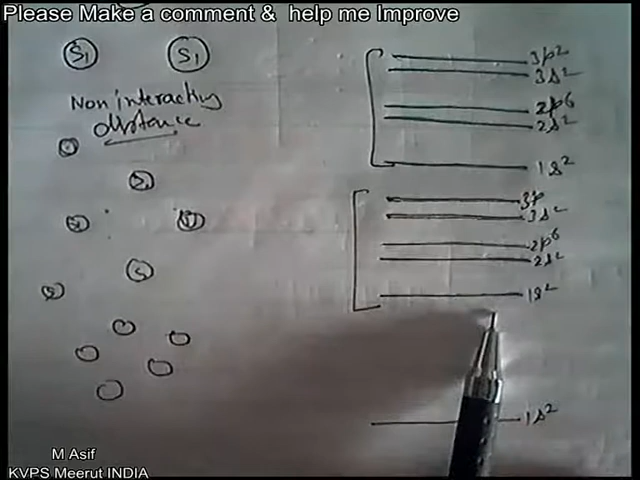 Please Make a comment & help me Improve
Si Si
Non interacting
distance
3p²
3s²
2p⁶
2s²
1s²
3p
3s²
2p⁶
2s²
1s²
1s²
M Asif
KVPS Meerut INDIA